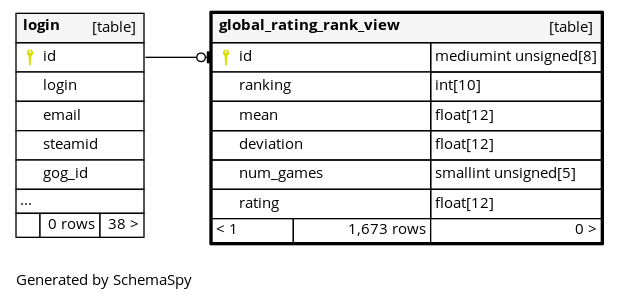 login [table]
id
login
email
steamid
gog_id
...
0 rows 38 >
global_rating_rank_view [table]
id mediumint unsigned[8]
ranking int[10]
mean float[12]
deviation float[12]
num_games smallint unsigned[5]
rating float[12]
< 1 1,673 rows 0 >
Generated by SchemaSpy